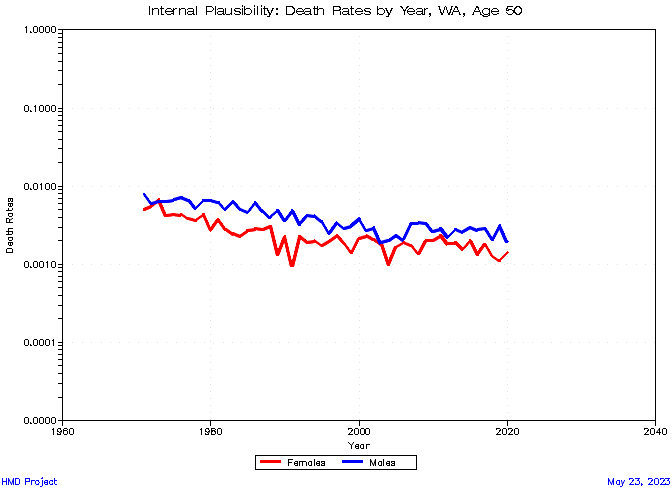 Internal Plausibility: Death Rates by Year, WA, Age 50
1.0000
0.1000
0.0100
0.0010
0.0001
0.0000
Death Rates
1960 1980 2000 2020 2040
Year
Females Males
HMD Project
May 23, 2023